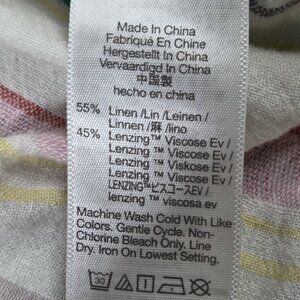 Made In China
Fabriqué En Chine
Hergestellt In China
Vervaardigd In China
中国製
hecho en china
55% Linen /Lin /Leinen /
Linnen /麻 /lino
45% Lenzing™ Viscose Ev /
Lenzing™ Viscose Ev /
Lenzing™ Viskose Ev /
Lenzing™ Viscose Ev /
LENZING™ビスコースEV /
lenzing™ viscosa ev
Machine Wash Cold With Like
Colors. Gentle Cycle. Non-
Chlorine Bleach Only. Line
Dry. Iron On Lowest Setting.
30